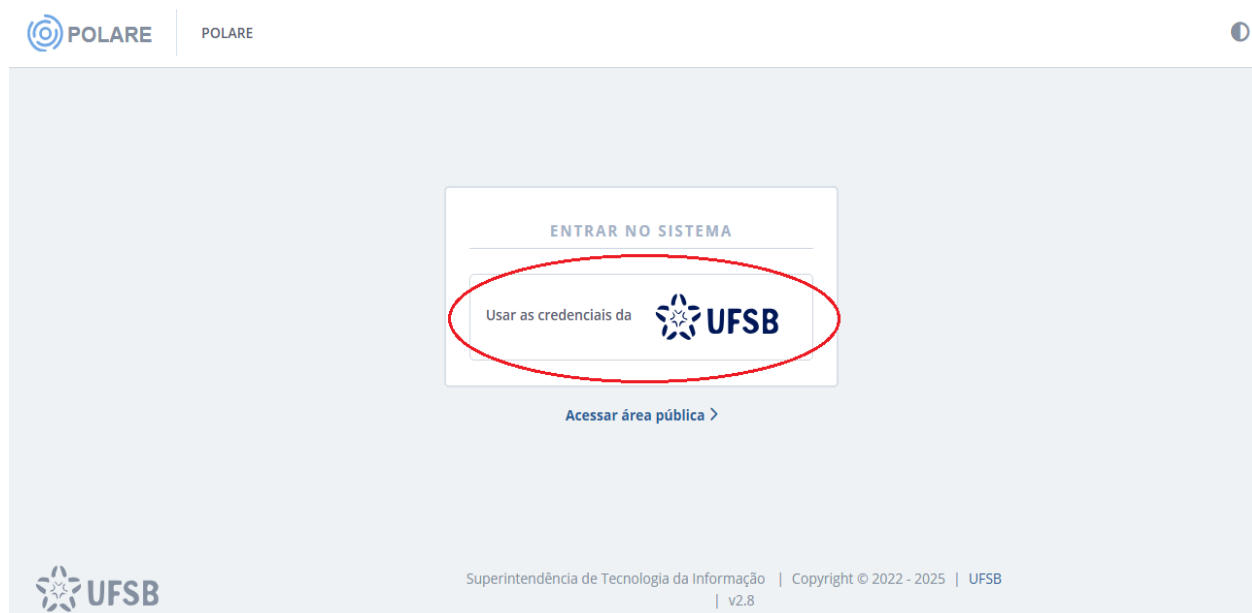 POLARE POLARE
ENTRAR NO SISTEMA
Usar as credenciais da UFSB
Acessar área pública >
UFSB
Superintendência de Tecnologia da Informação | Copyright © 2022 - 2025 | UFSB
| v2.8